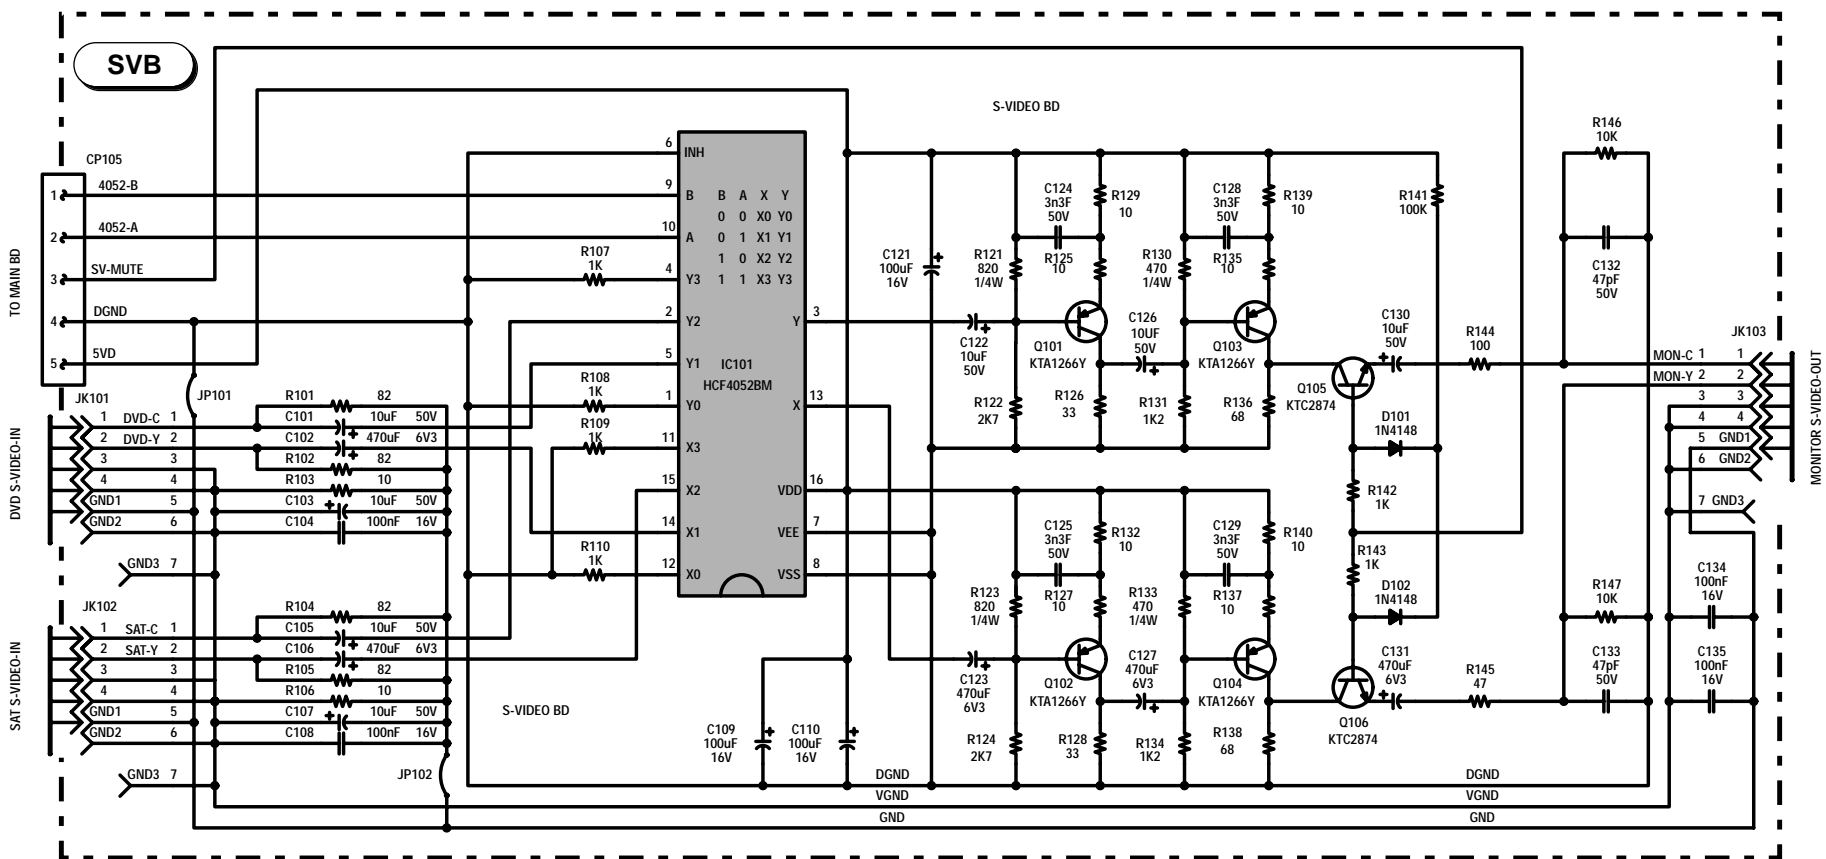 SVB
S-VIDEO BD
TO MAIN BD
CP105
1 4052-B
2 4052-A
3 SV-MUTE
4 DGND
5 5VD
JP101
DVD S-VIDEO-IN
JK101
1 DVD-C 1
2 DVD-Y 2
3 3
4 4
GND1 5
GND2 6
GND3 7
R101 82
C101 10uF 50V
C102 470uF 6V3
R102 82
R103 10
C103 10uF 50V
C104 100nF 16V
SAT S-VIDEO-IN
JK102
1 SAT-C 1
2 SAT-Y 2
3 3
4 4
GND1 5
GND2 6
GND3 7
R104 82
C105 10uF 50V
C106 470uF 6V3
R105 82
R106 10
C107 10uF 50V
C108 100nF 16V
JP102
S-VIDEO BD
R107
1K
R108
1K
R109
1K
R110
1K
6 INH
9 B
10 A
4 Y3
2 Y2
5 Y1
1 Y0
11 X3
15 X2
14 X1
12 X0
B A X Y
0 0 X0 Y0
0 1 X1 Y1
1 0 X2 Y2
1 1 X3 Y3
IC101
HCF4052BM
Y 3
X 13
VDD 16
VEE 7
VSS 8
C109
100uF
16V
C110
100uF
16V
C121
100uF
16V
C122
10uF
50V
R121
820
1/4W
R122
2K7
C124
3n3F
50V
R125
10
R129
10
Q101
KTA1266Y
R126
33
C126
10UF
50V
R130
470
1/4W
R131
1K2
C128
3n3F
50V
R135
10
R139
10
Q103
KTA1266Y
R136
68
R141
100K
Q105
KTC2874
C130
10uF
50V
R144
100
D101
1N4148
R142
1K
R143
1K
D102
1N4148
C123
470uF
6V3
R123
820
1/4W
R124
2K7
C125
3n3F
50V
R127
10
R132
10
Q102
KTA1266Y
R128
33
C127
470uF
6V3
R133
470
1/4W
R134
1K2
C129
3n3F
50V
R137
10
R140
10
Q104
KTA1266Y
R138
68
Q106
KTC2874
C131
470uF
6V3
R145
47
R146
10K
C132
47pF
50V
R147
10K
C133
47pF
50V
C134
100nF
16V
C135
100nF
16V
JK103
MON-C 1 1
MON-Y 2 2
3 3
4 4
5 GND1
6 GND2
7 GND3
MONITOR S-VIDEO-OUT
DGND DGND
VGND VGND
GND GND